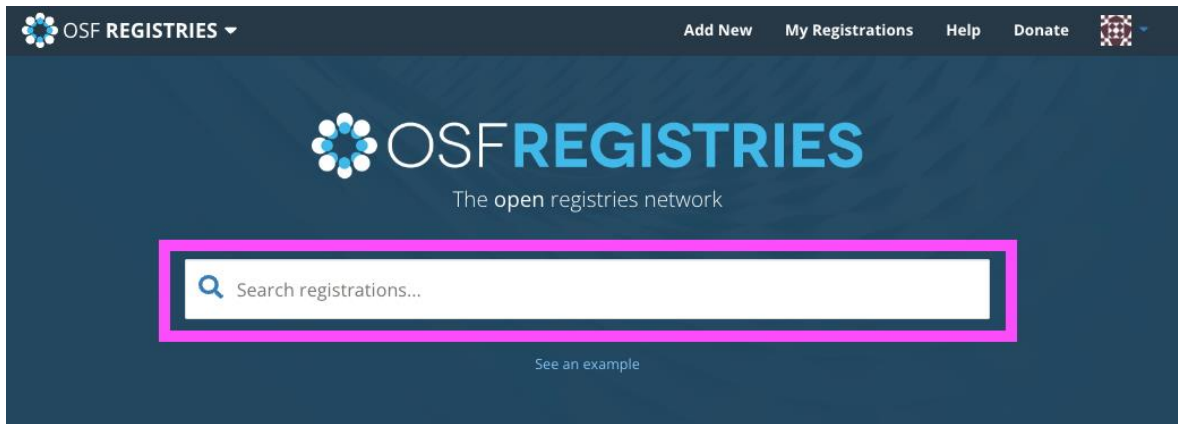 OSF REGISTRIES Add New My Registrations Help Donate
OSFREGISTRIES
The open registries network
Search registrations...
See an example